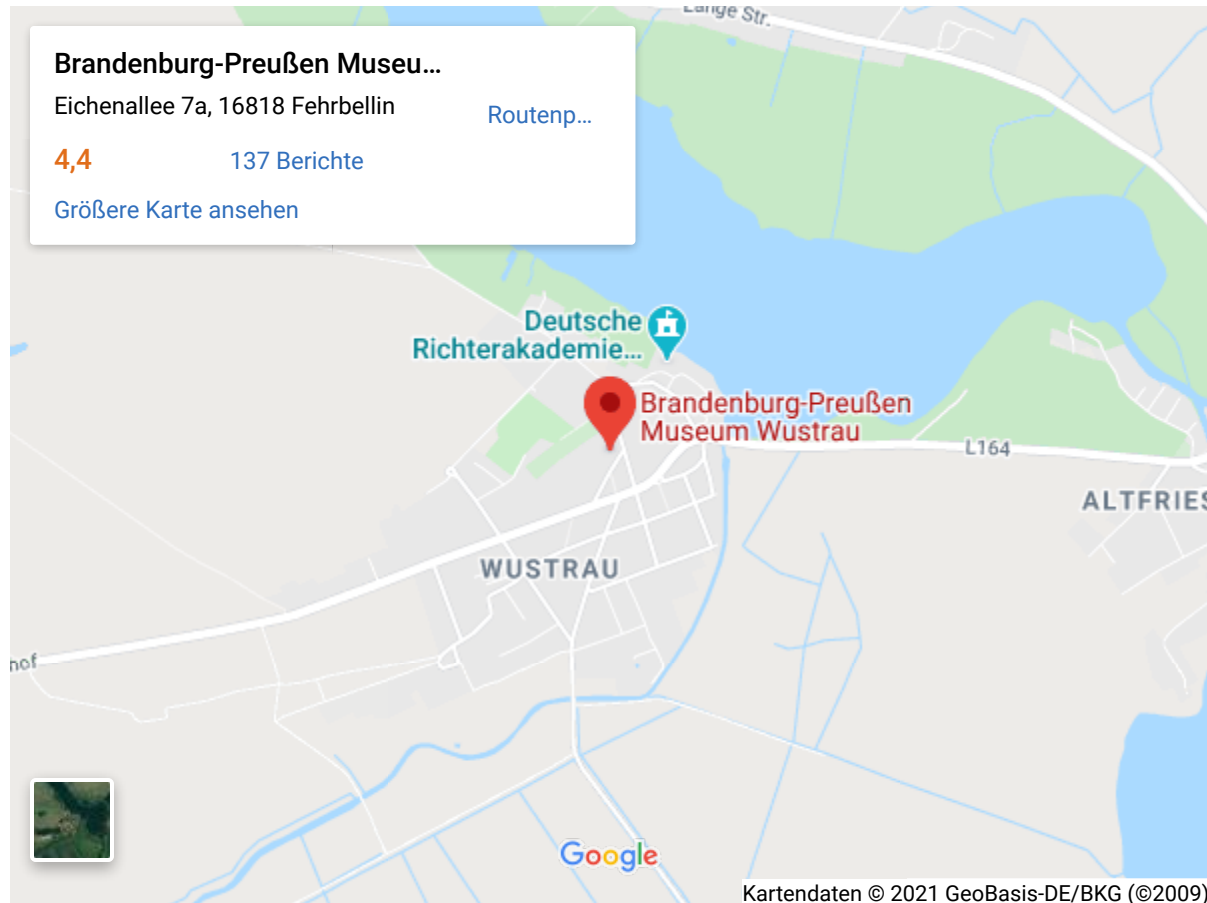 Lange Str.
Brandenburg-Preußen Museu...
Eichenallee 7a, 16818 Fehrbellin
Routenp...
4,4
137 Berichte
Größere Karte ansehen
Deutsche
Richterakademie...
Brandenburg-Preußen
Museum Wustrau
L164
ALTFRIES
WUSTRAU
hof
Google
Kartendaten © 2021 GeoBasis-DE/BKG (©2009)